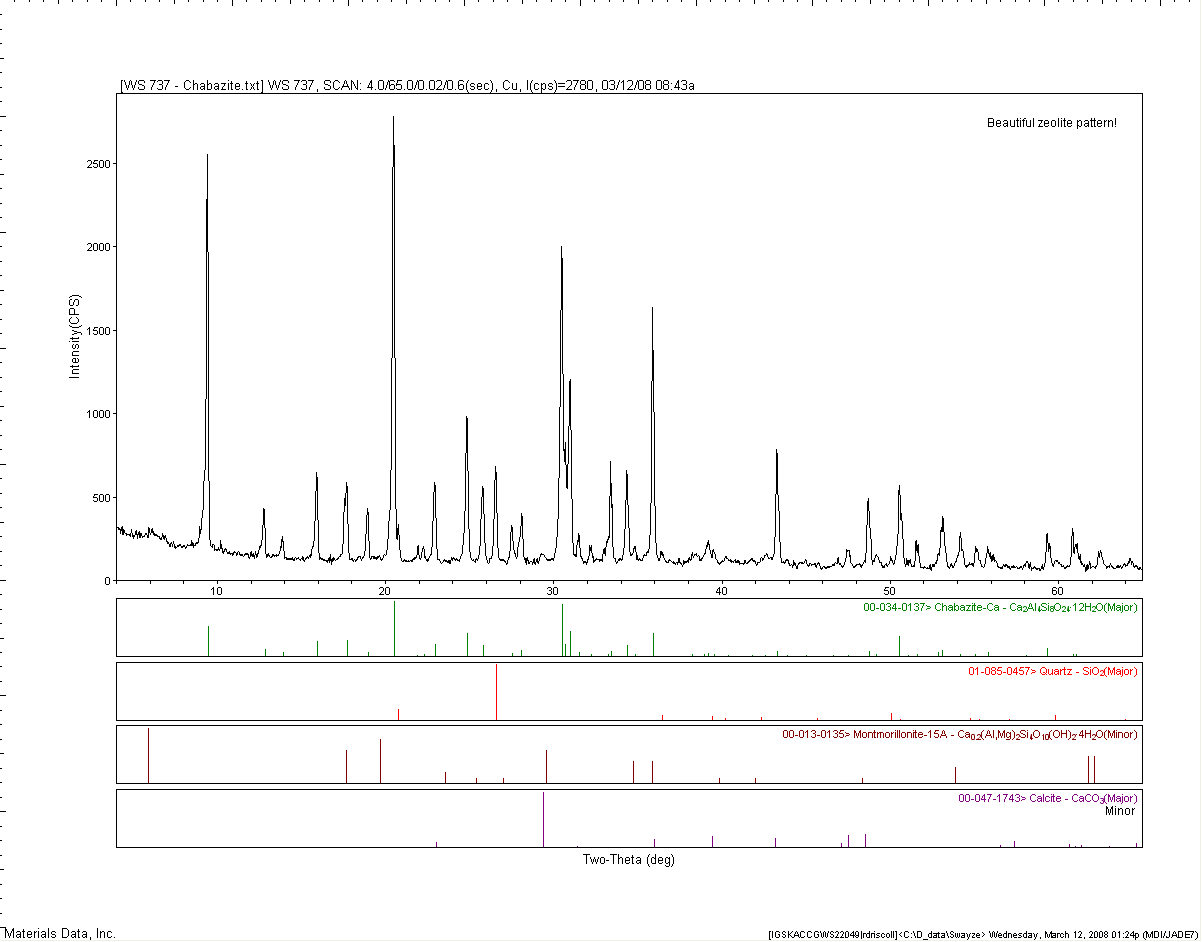 [WS 737 - Chabazite.txt] WS 737, SCAN: 4.0/65.0/0.02/0.6(sec), Cu, I(cps)=2780, 03/12/08 08:43a
Beautiful zeolite pattern!
2500
2000
1500
1000
500
0
Intensity(CPS)
10 20 30 40 50 60
00-034-0137> Chabazite-Ca - Ca2Al4Si8O24·12H2O(Major)
01-085-0457> Quartz - SiO2(Major)
00-013-0135> Montmorillonite-15A - Ca0.2(Al,Mg)2Si4O10(OH)2·4H2O(Minor)
00-047-1743> Calcite - CaCO3(Major)
Minor
Two-Theta (deg)
Materials Data, Inc.
[IGSKACCGWS22049|rdriscoll]<C:\D_data\Swayze> Wednesday, March 12, 2008 01:24p (MDI/JADE7)